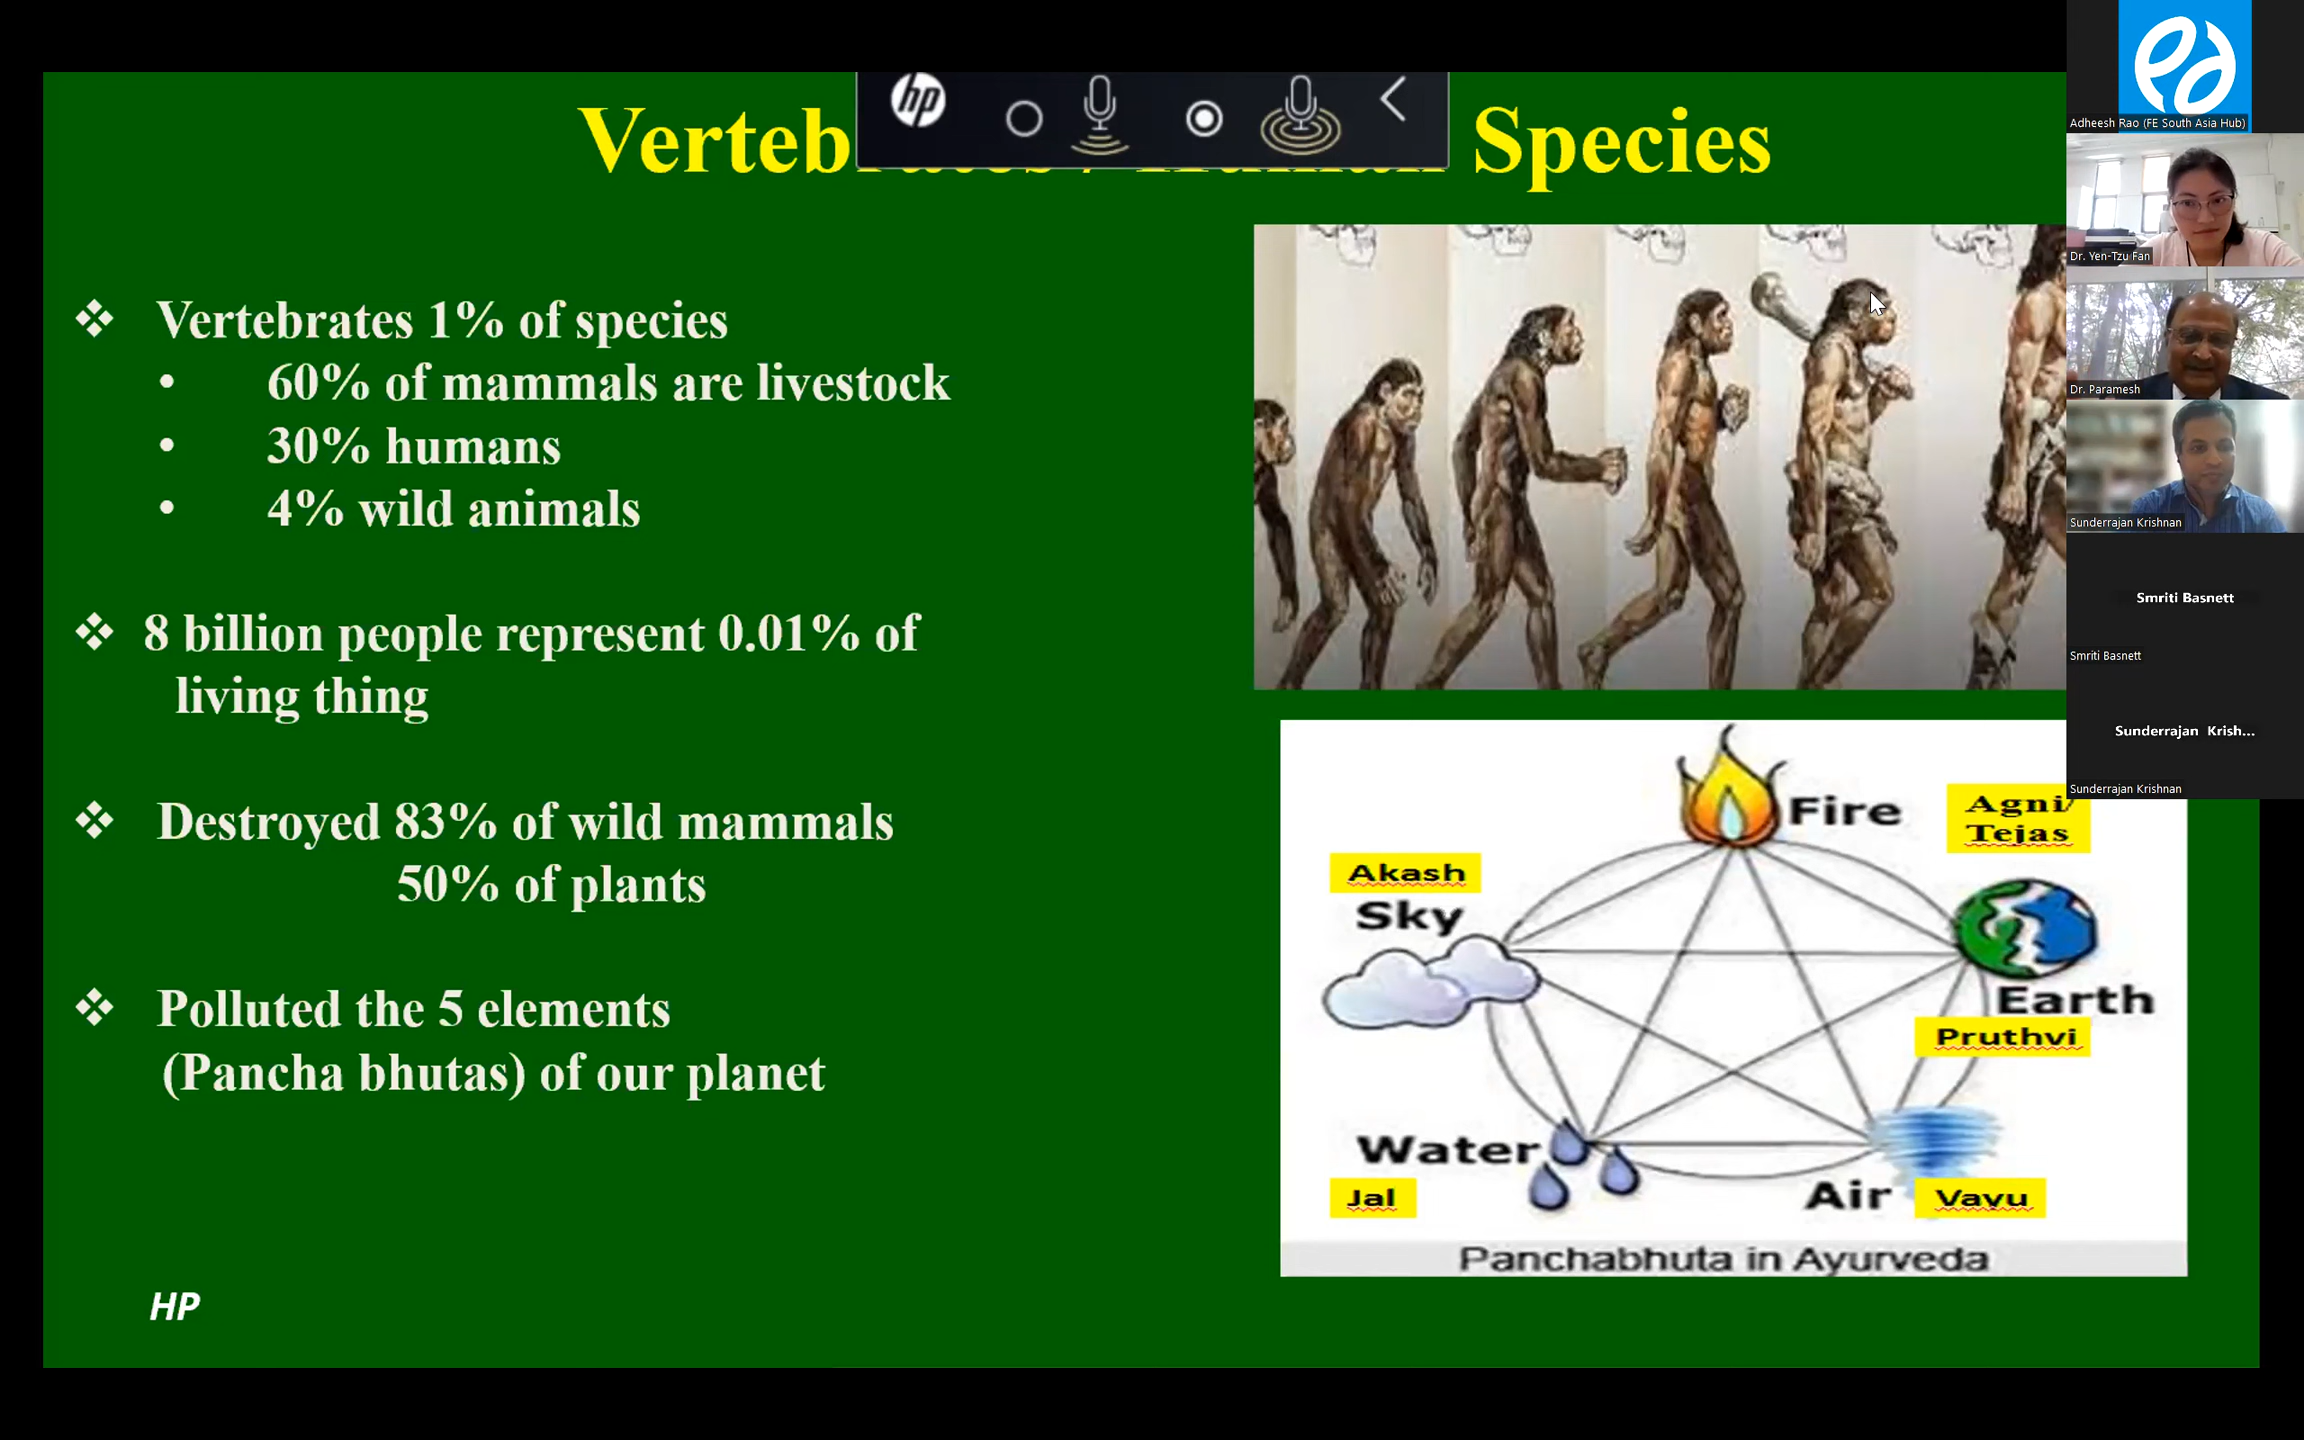 Vertebrates / Human Species
hp
❖ Vertebrates 1% of species
• 60% of mammals are livestock
• 30% humans
• 4% wild animals
❖ 8 billion people represent 0.01% of
living thing
❖ Destroyed 83% of wild mammals
50% of plants
❖ Polluted the 5 elements
(Pancha bhutas) of our planet
HP
Fire
Agni/
Tejas
Akash
Sky
Earth
Pruthvi
Water
Jal
Air
Vayu
Panchabhuta in Ayurveda
Adheesh Rao (FE South Asia Hub)
Dr. Yen-Tzu Fan
Dr. Paramesh
Sunderrajan Krishnan
Smriti Basnett
Smriti Basnett
Sunderrajan Krish...
Sunderrajan Krishnan